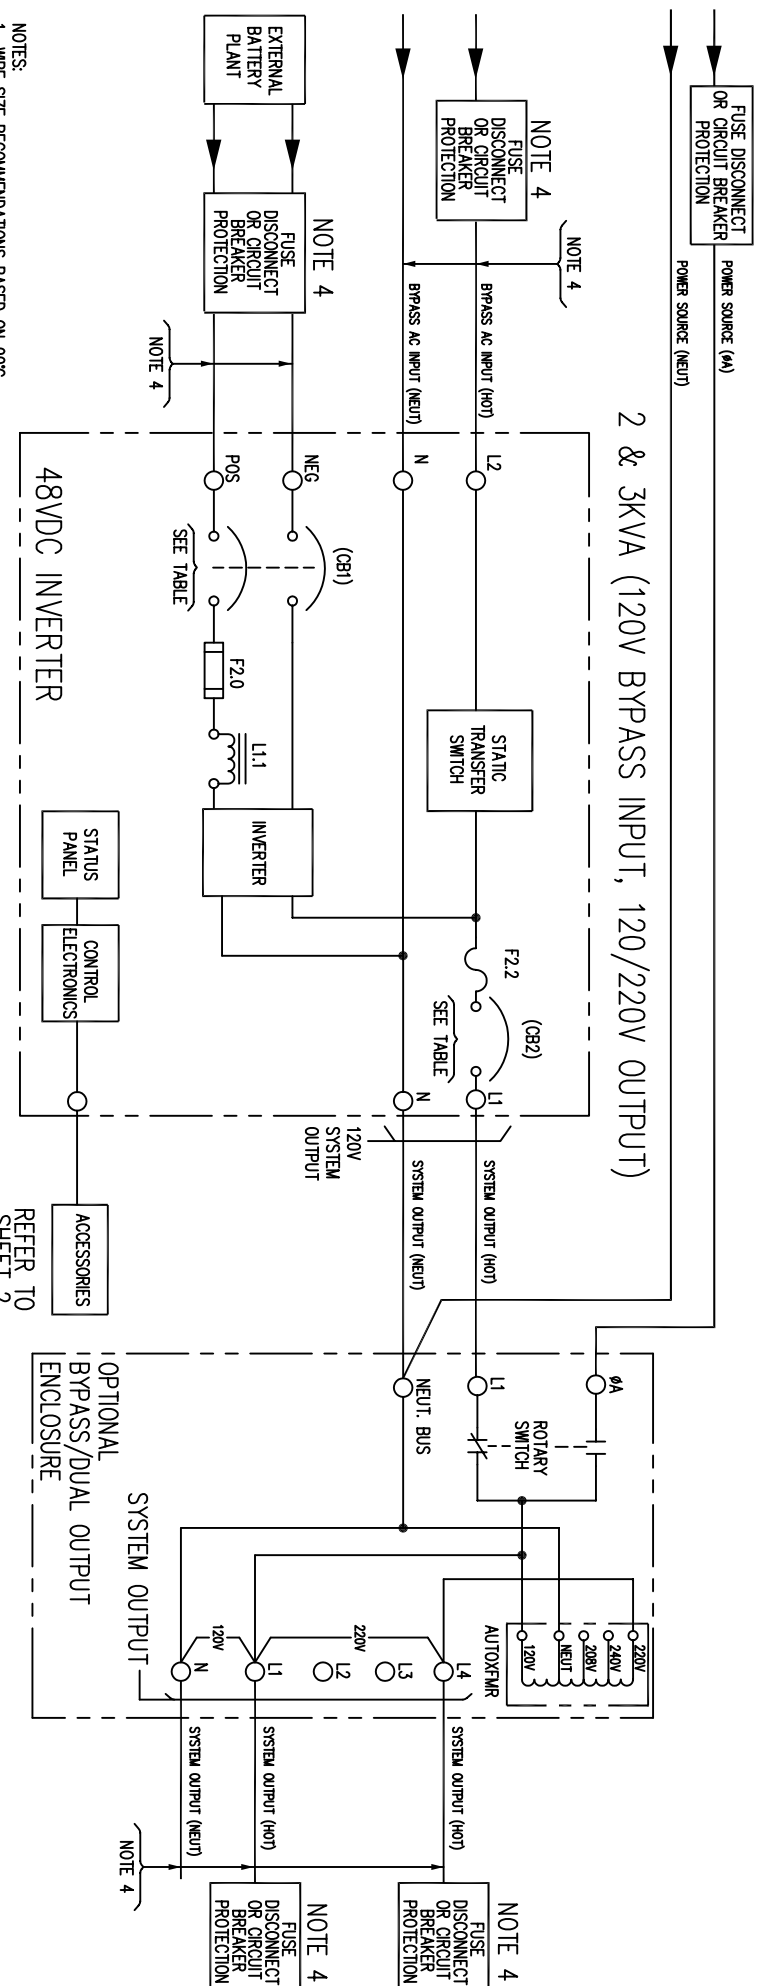 2 & 3KVA (120V BYPASS INPUT, 120/220V OUTPUT)
FUSE DISCONNECT
OR CIRCUIT BREAKER
PROTECTION
POWER SOURCE (ØA)
POWER SOURCE (NEUT)
NOTE 4
FUSE
DISCONNECT
OR CIRCUIT
BREAKER
PROTECTION
NOTE 4
BYPASS AC INPUT (HOT)
BYPASS AC INPUT (NEUT)
EXTERNAL
BATTERY
PLANT
NOTE 4
FUSE
DISCONNECT
OR CIRCUIT
BREAKER
PROTECTION
NOTE 4
L2
N
NEG
POS
(CB1)
SEE TABLE
F2.0
L1.1
STATIC
TRANSFER
SWITCH
INVERTER
F2.2
(CB2)
SEE TABLE
L1
N
48VDC INVERTER
STATUS
PANEL
CONTROL
ELECTRONICS
120V
SYSTEM
OUTPUT
SYSTEM OUTPUT (HOT)
SYSTEM OUTPUT (NEUT)
ACCESSORIES
REFER TO
SHEET 2
ØA
L1
NEUT. BUS
ROTARY
SWITCH
OPTIONAL
BYPASS/DUAL OUTPUT
ENCLOSURE
SYSTEM OUTPUT
220V
240V
208V
NEUT
120V
AUTOXFMR
220V
120V
L4
L3
L2
L1
N
SYSTEM OUTPUT (HOT)
SYSTEM OUTPUT (HOT)
SYSTEM OUTPUT (NEUT)
NOTE 4
NOTE 4
FUSE
DISCONNECT
OR CIRCUIT
BREAKER
PROTECTION
NOTE 4
FUSE
DISCONNECT
OR CIRCUIT
BREAKER
PROTECTION
NOTES:
1. WIRE SIZE RECOMMENDATIONS BASED ON 90°C